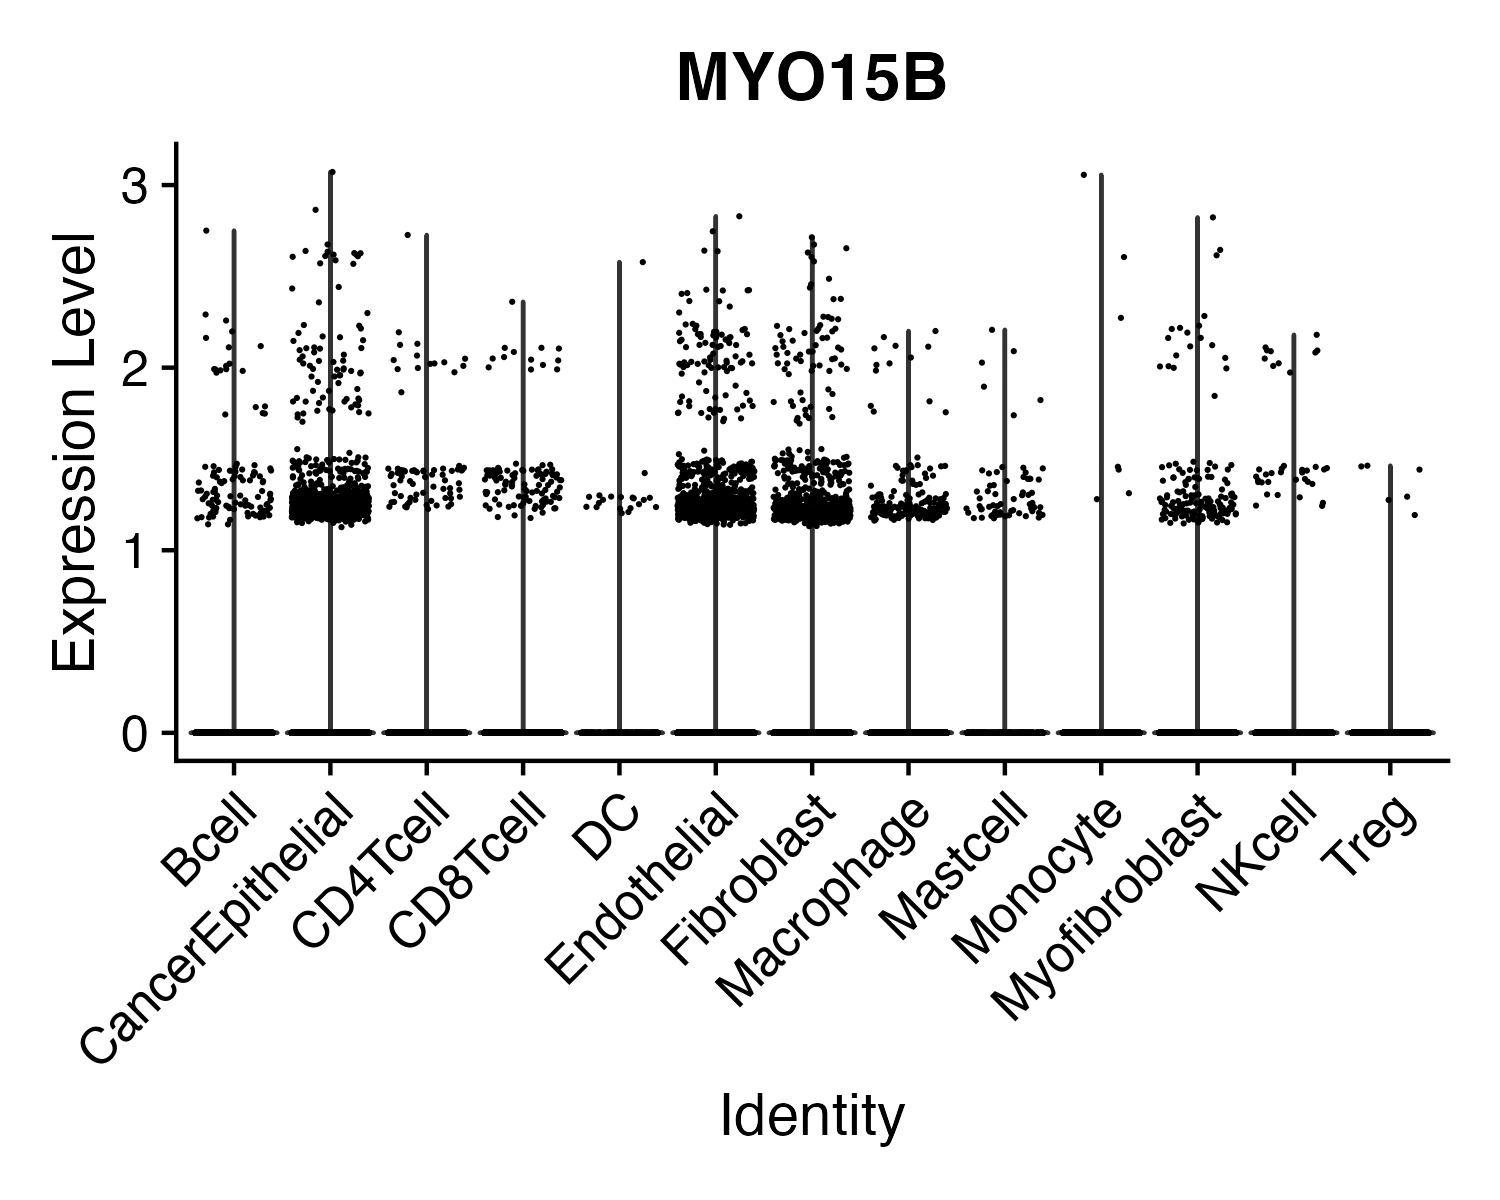 MYO15B
Expression Level
3
2
1
0
Bcell
CancerEpithelial
CD4Tcell
CD8Tcell
DC
Endothelial
Fibroblast
Macrophage
Mastcell
Monocyte
Myofibroblast
NKcell
Treg
Identity